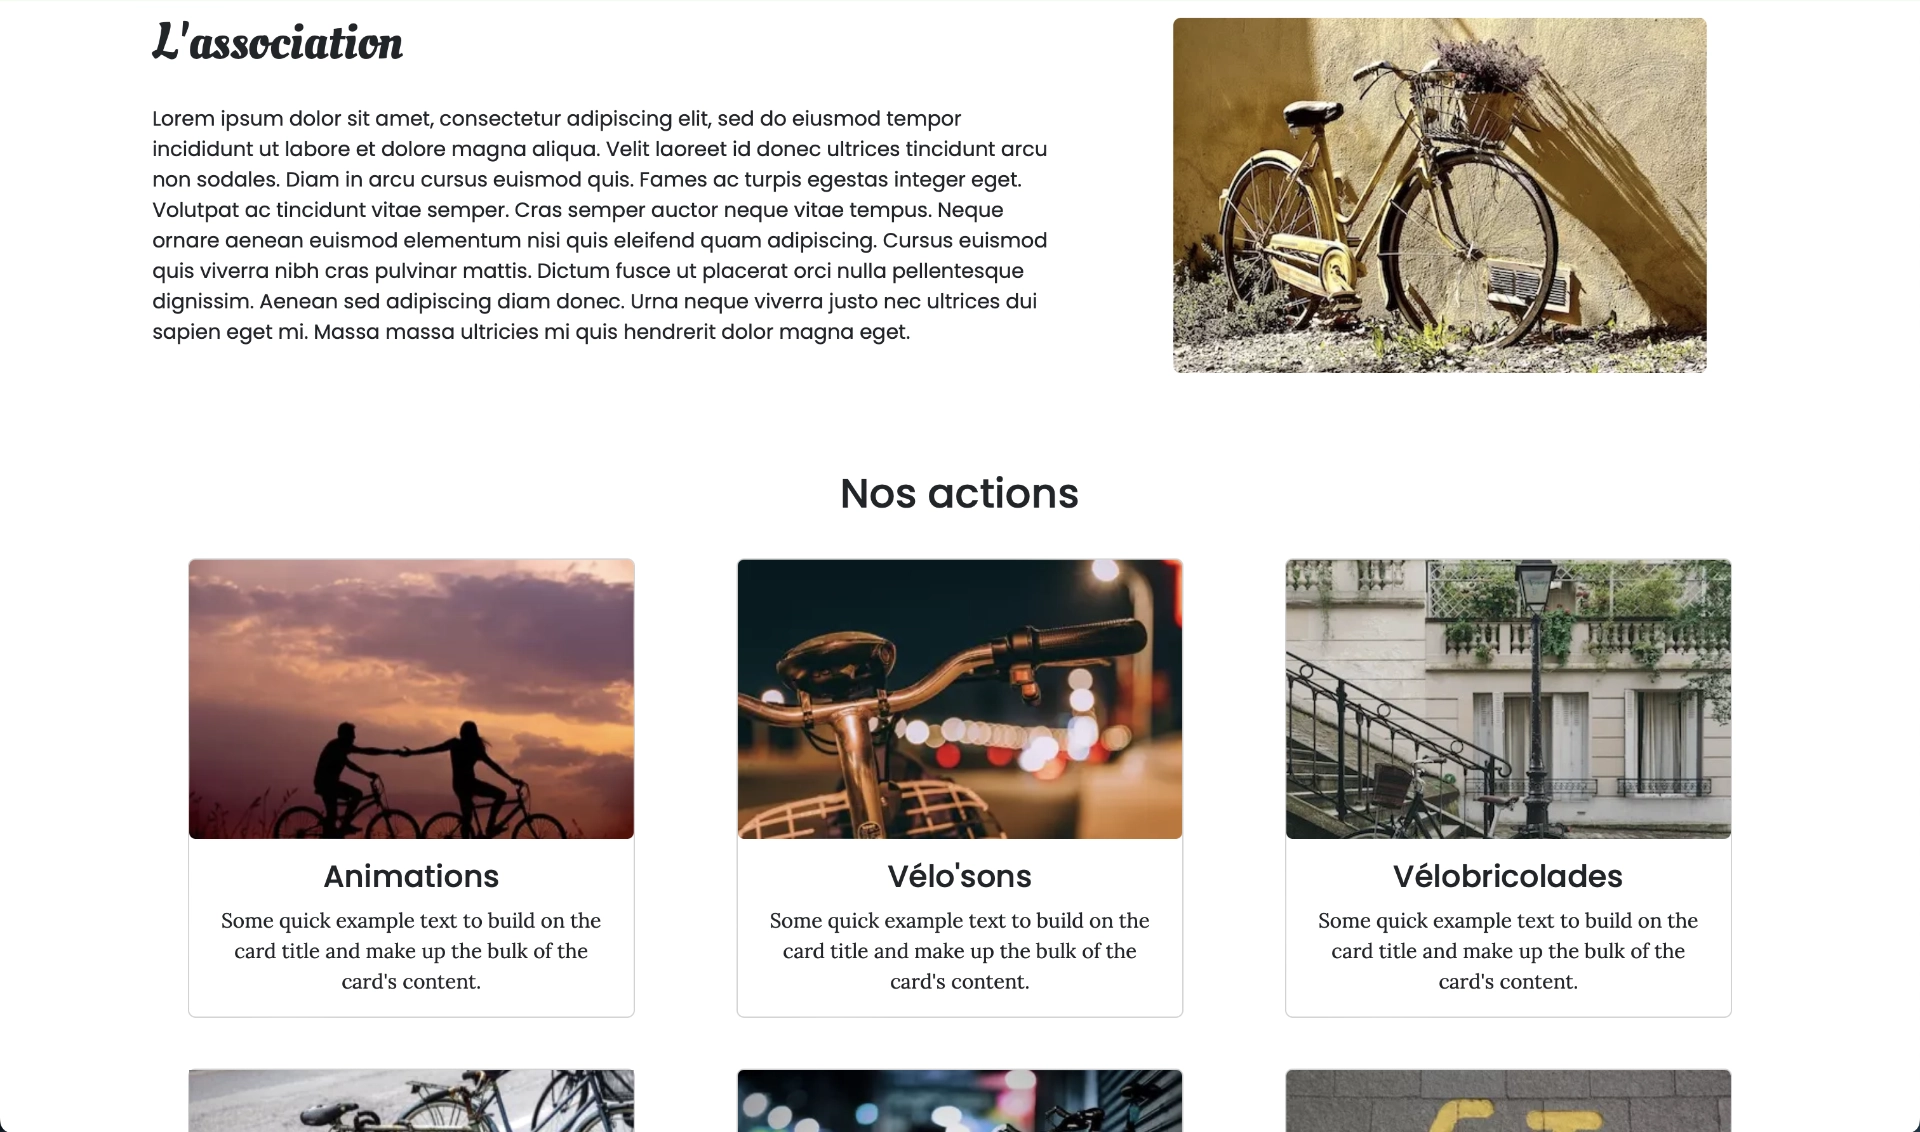 L'association
Lorem ipsum dolor sit amet, consectetur adipiscing elit, sed do eiusmod tempor
incididunt ut labore et dolore magna aliqua. Velit laoreet id donec ultrices tincidunt arcu
non sodales. Diam in arcu cursus euismod quis. Fames ac turpis egestas integer eget.
Volutpat ac tincidunt vitae semper. Cras semper auctor neque vitae tempus. Neque
ornare aenean euismod elementum nisi quis eleifend quam adipiscing. Cursus euismod
quis viverra nibh cras pulvinar mattis. Dictum fusce ut placerat orci nulla pellentesque
dignissim. Aenean sed adipiscing diam donec. Urna neque viverra justo nec ultrices dui
sapien eget mi. Massa massa ultricies mi quis hendrerit dolor magna eget.
Nos actions
Animations
Some quick example text to build on the
card title and make up the bulk of the
card's content.
Vélo'sons
Some quick example text to build on the
card title and make up the bulk of the
card's content.
Vélobricolades
Some quick example text to build on the
card title and make up the bulk of the
card's content.